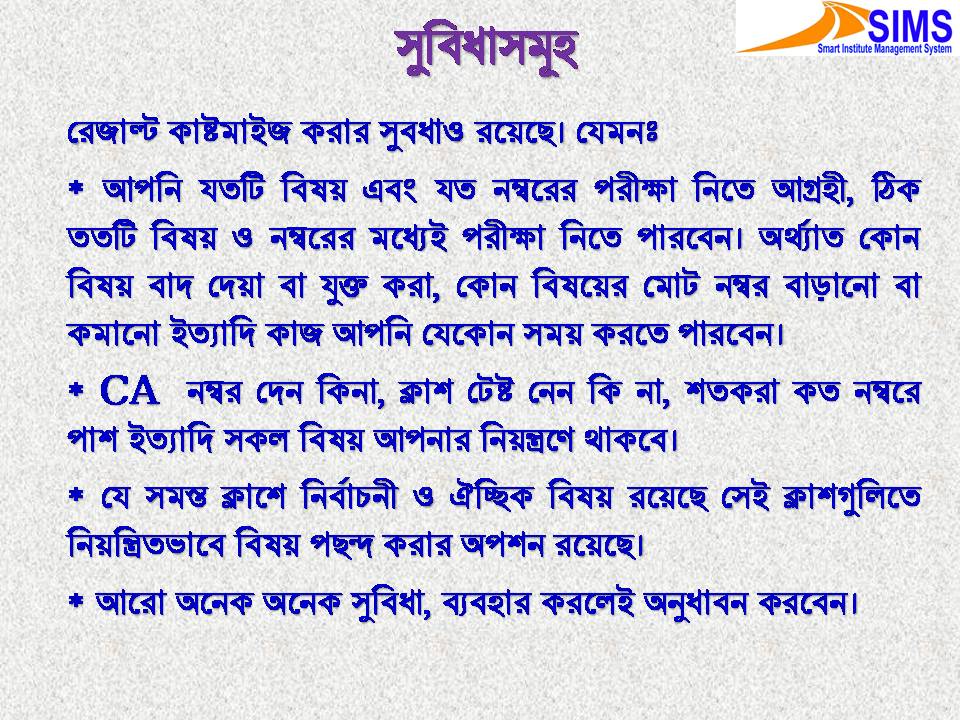 সুবিধাসমূহ
SIMS
Smart Institute Management System
রেজাল্ট কাষ্টমাইজ করার সুবধাও রয়েছে। যেমনঃ
* আপনি যতটি বিষয় এবং যত নম্বরের পরীক্ষা নিতে আগ্রহী, ঠিক
ততটি বিষয় ও নম্বরের মধ্যেই পরীক্ষা নিতে পারবেন। অর্থ্যাত কোন
বিষয় বাদ দেয়া বা যুক্ত করা, কোন বিষয়ের মোট নম্বর বাড়ানো বা
কমানো ইত্যাদি কাজ আপনি যেকোন সময় করতে পারবেন।
* CA নম্বর দেন কিনা, ক্লাশ টেষ্ট নেন কি না, শতকরা কত নম্বরে
পাশ ইত্যাদি সকল বিষয় আপনার নিয়ন্ত্রণে থাকবে।
* যে সমস্ত ক্লাশে নির্বাচনী ও ঐচ্ছিক বিষয় রয়েছে সেই ক্লাশগুলিতে
নিয়ন্ত্রিতভাবে বিষয় পছন্দ করার অপশন রয়েছে।
* আরো অনেক অনেক সুবিধা, ব্যবহার করলেই অনুধাবন করবেন।